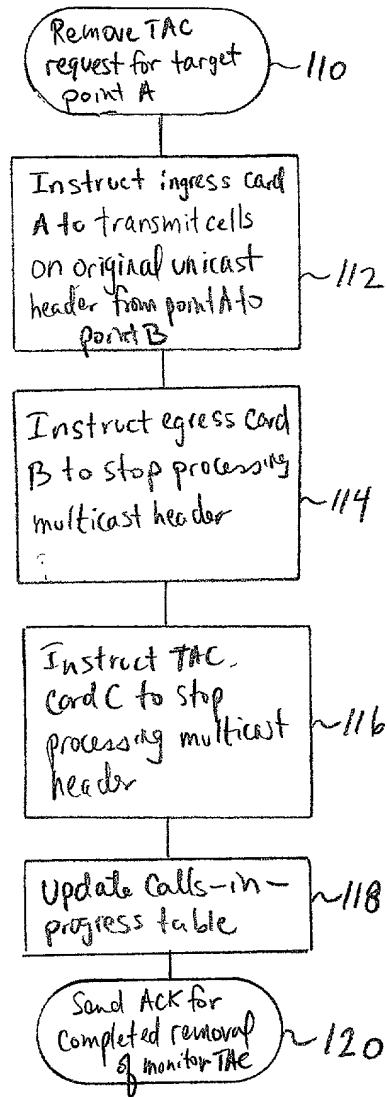 Remove TAC
request for target
point A
110
Instruct ingress card
A to transmit cells
on original unicast
header from point A to
point B
112
Instruct egress card
B to stop processing
multicast header
114
Instruct TAC
card C to stop
processing multicast
header
116
Update Calls-in-
progress table
118
Send ACK for
completed removal
of monitor TAC
120